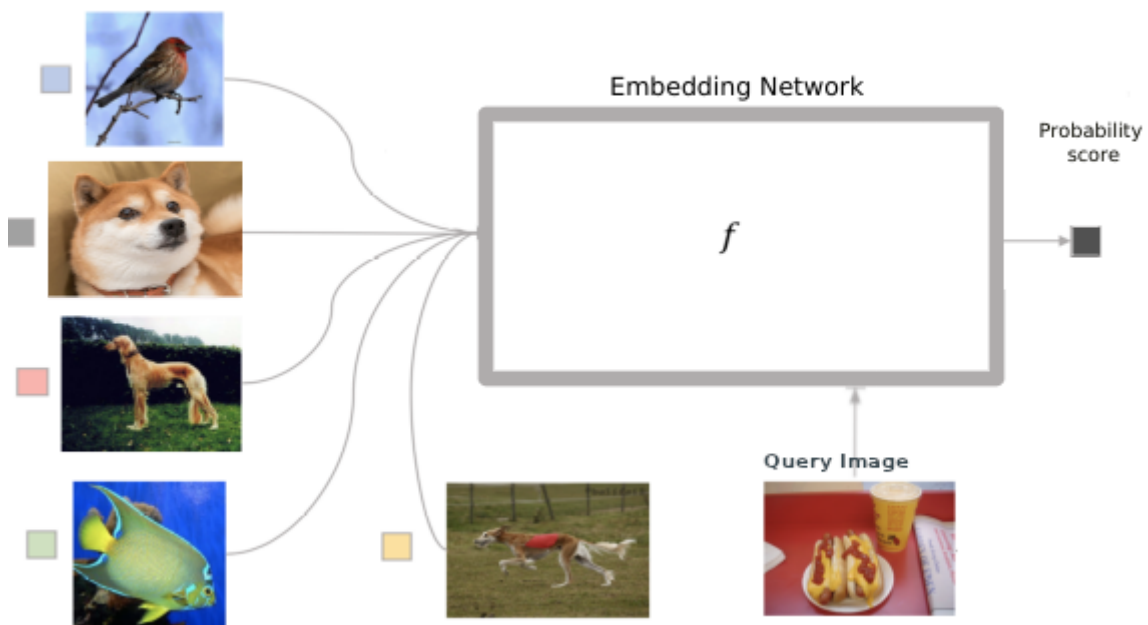 Embedding Network
Probability
score
f
Query Image